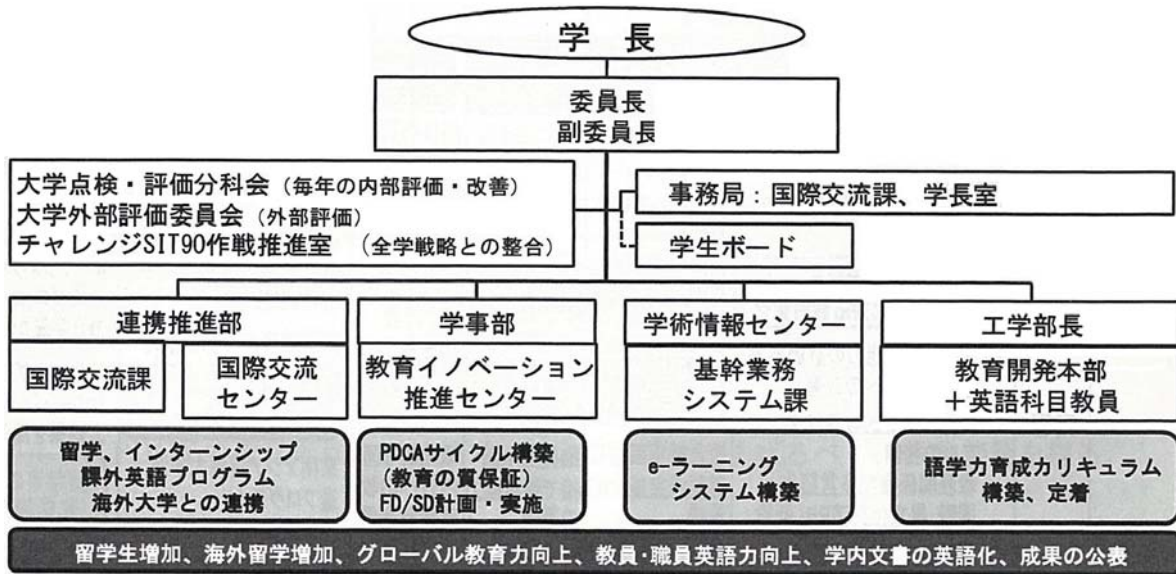 学 長
委員長
副委員長
大学点検・評価分科会（毎年の内部評価・改善）
大学外部評価委員会（外部評価）
チャレンジSIT90作戦推進室 （全学戦略との整合）
事務局：国際交流課、学長室
学生ボード
連携推進部
国際交流課
国際交流
センター
学事部
教育イノベーション
推進センター
学術情報センター
基幹業務
システム課
工学部長
教育開発本部
＋英語科目教員
留学、インターンシップ
課外英語プログラム
海外大学との連携
PDCAサイクル構築
(教育の質保証)
FD/SD計画・実施
e-ラーニング
システム構築
語学力育成カリキュラム
構築、定着
留学生増加、海外留学増加、グローバル教育力向上、教員・職員英語力向上、学内文書の英語化、成果の公表